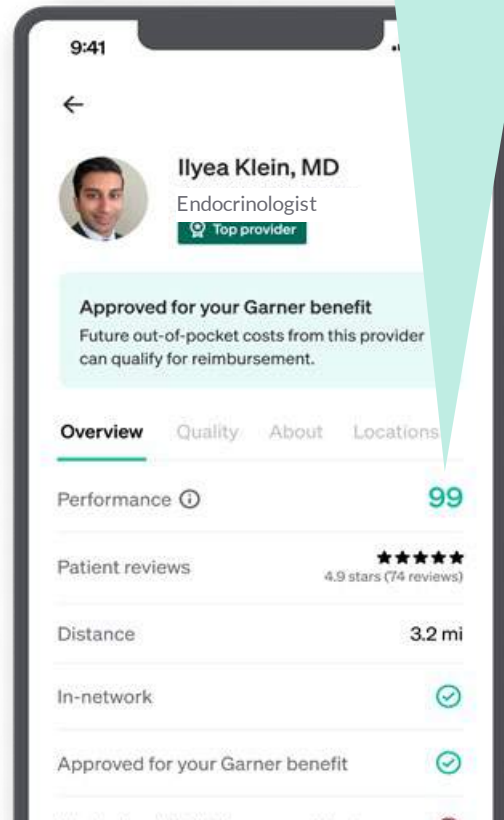 9:41
Ilyea Klein, MD
Endocrinologist
Top provider
Approved for your Garner benefit
Future out-of-pocket costs from this provider
can qualify for reimbursement.
Overview Quality About Locations
Performance 99
Patient reviews
4.9 stars (74 reviews)
Distance 3.2 mi
In-network
Approved for your Garner benefit